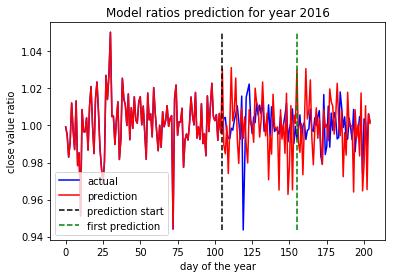 Model ratios prediction for year 2016
close value ratio
1.04
1.02
1.00
0.98
0.96
0.94
actual
prediction
prediction start
first prediction
0 25 50 75 100 125 150 175 200
day of the year